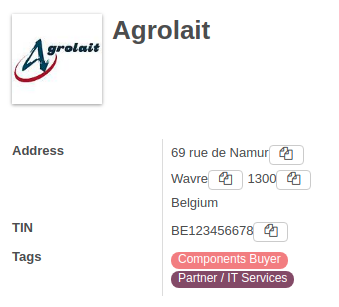 Agrolait
Agrolait
Address
69 rue de Namur
Wavre 1300
Belgium
TIN
BE123456678
Tags
Components Buyer
Partner / IT Services